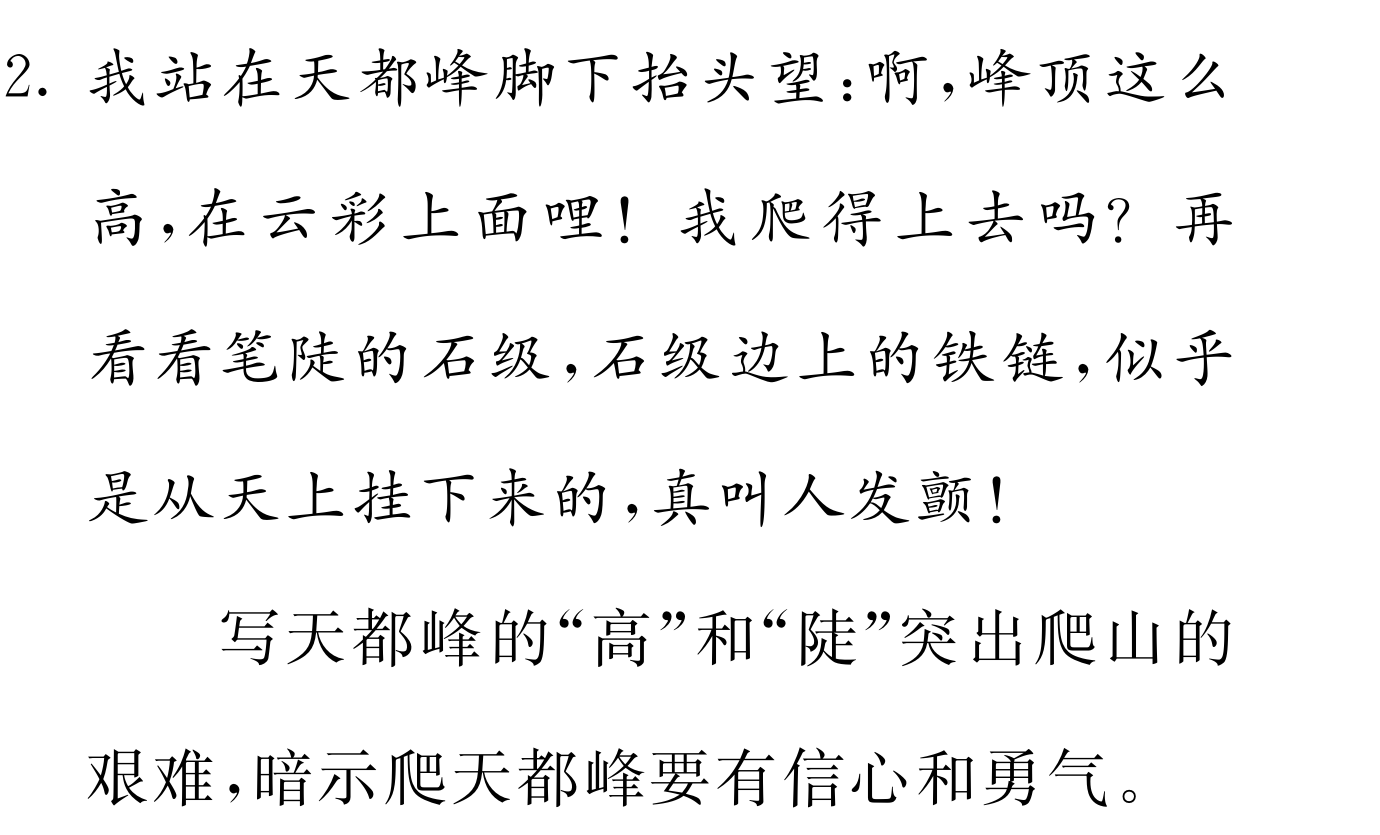 2. 我站在天都峰脚下抬头望:啊,峰顶这么
高,在云彩上面哩! 我爬得上去吗? 再
看看笔陡的石级,石级边上的铁链,似乎
是从天上挂下来的,真叫人发颤!
写天都峰的“高”和“陡”突出爬山的
艰难,暗示爬天都峰要有信心和勇气。